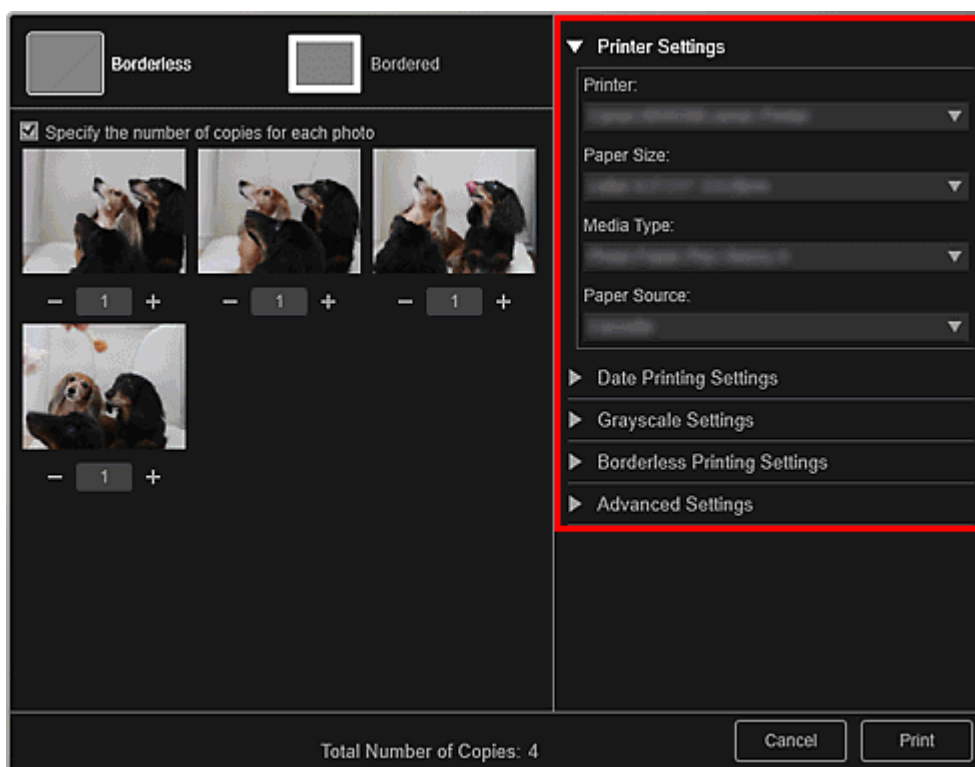 Borderless
Bordered
Specify the number of copies for each photo
1
1
1
1
Total Number of Copies: 4
Printer Settings
Printer:
Paper Size:
Media Type:
Paper Source:
Date Printing Settings
Grayscale Settings
Borderless Printing Settings
Advanced Settings
Cancel
Print